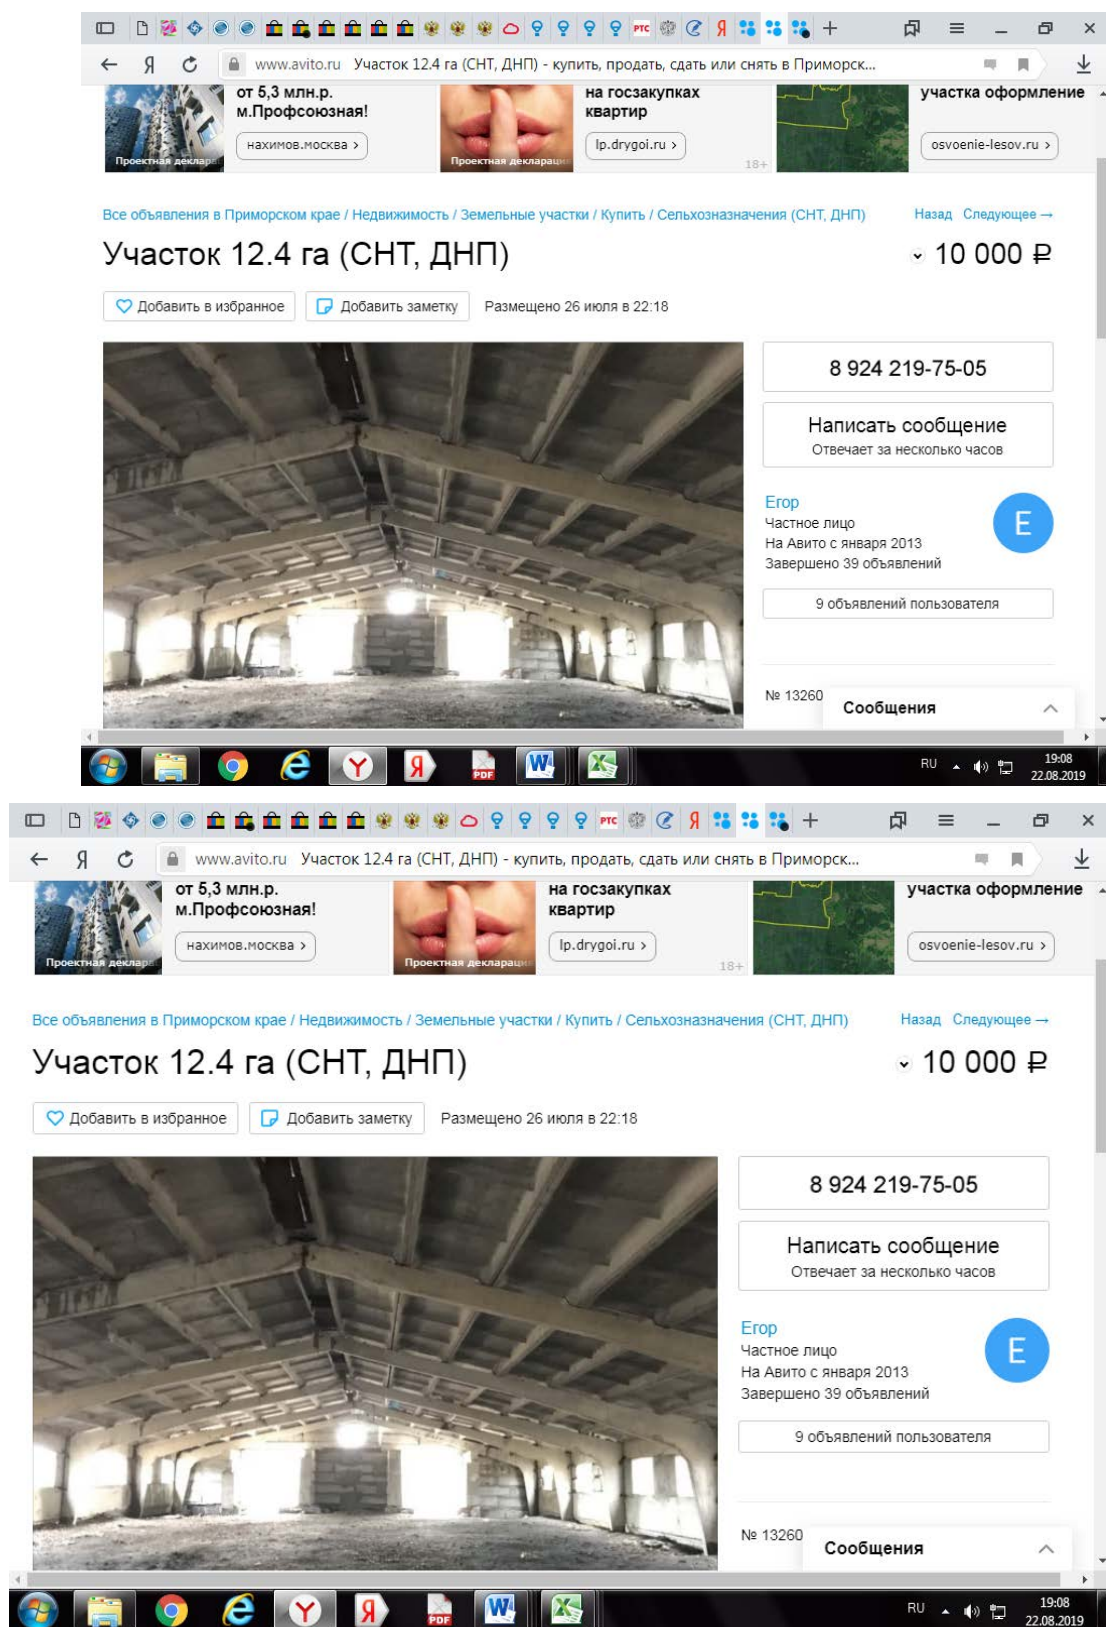 www.avito.ru Участок 12.4 га (СНТ, ДНП) - купить, продать, сдать или снять в Приморск...
от 5,3 млн.р.
м.Профсоюзная!
нахимов.москва >
Проектная деклара
на госзакупках
квартир
lp.drygoi.ru >
Проектная декларация
18+
участка оформление
osvoenie-lesov.ru >
Все объявления в Приморском крае / Недвижимость / Земельные участки / Купить / Сельхозназначения (СНТ, ДНП)
Назад Следующее →
Участок 12.4 га (СНТ, ДНП)
10 000 ₽
Добавить в избранное
Добавить заметку
Размещено 26 июля в 22:18
8 924 219-75-05
Написать сообщение
Отвечает за несколько часов
Егор
Частное лицо
На Авито с января 2013
Завершено 39 объявлений
E
9 объявлений пользователя
№ 13260
Сообщения
RU
19:08
22.08.2019
www.avito.ru Участок 12.4 га (СНТ, ДНП) - купить, продать, сдать или снять в Приморск...
от 5,3 млн.р.
м.Профсоюзная!
нахимов.москва >
Проектная деклара
на госзакупках
квартир
lp.drygoi.ru >
Проектная декларация
18+
участка оформление
osvoenie-lesov.ru >
Все объявления в Приморском крае / Недвижимость / Земельные участки / Купить / Сельхозназначения (СНТ, ДНП)
Назад Следующее →
Участок 12.4 га (СНТ, ДНП)
10 000 ₽
Добавить в избранное
Добавить заметку
Размещено 26 июля в 22:18
8 924 219-75-05
Написать сообщение
Отвечает за несколько часов
Егор
Частное лицо
На Авито с января 2013
Завершено 39 объявлений
E
9 объявлений пользователя
№ 13260
Сообщения
RU
19:08
22.08.2019